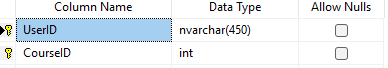 Column Name Data Type Allow Nulls
UserID nvarchar(450)
CourseID int